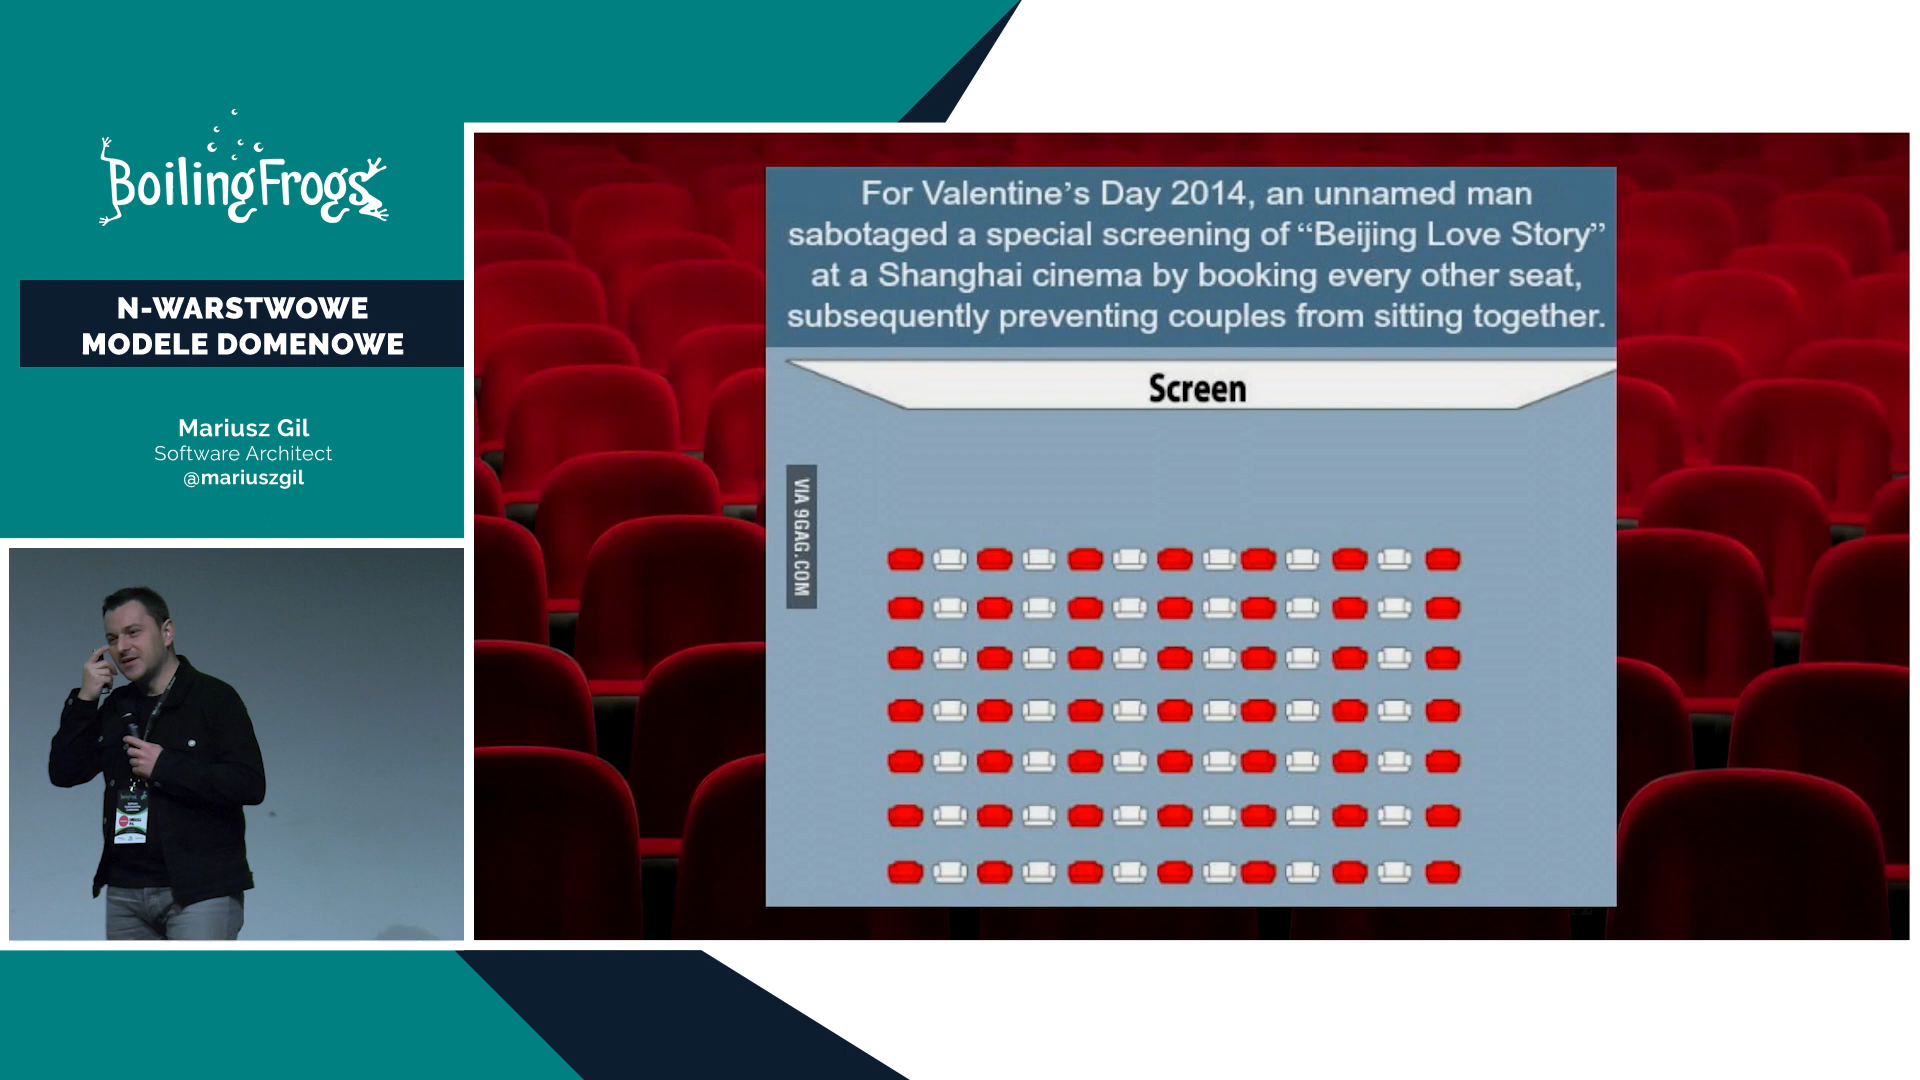 BoilingFrogs
N-WARSTWOWE
MODELE DOMENOWE
Mariusz Gil
Software Architect
@mariuszgil
For Valentine’s Day 2014, an unnamed man
sabotaged a special screening of “Beijing Love Story”
at a Shanghai cinema by booking every other seat,
subsequently preventing couples from sitting together.
Screen
VIA 9GAG.COM